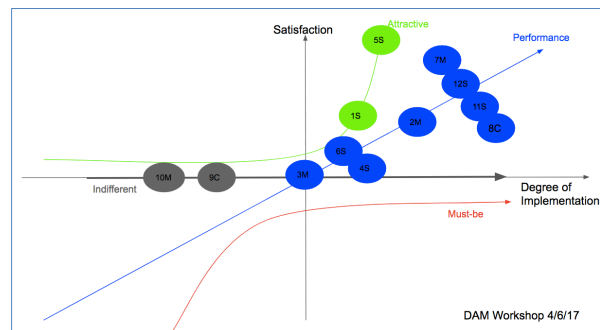 Satisfaction
Attractive
5S
Performance
7M
12S
11S
1S
2M
8C
6S
4S
3M
10M
9C
Indifferent
Degree of
Implementation
Must-be
DAM Workshop 4/6/17